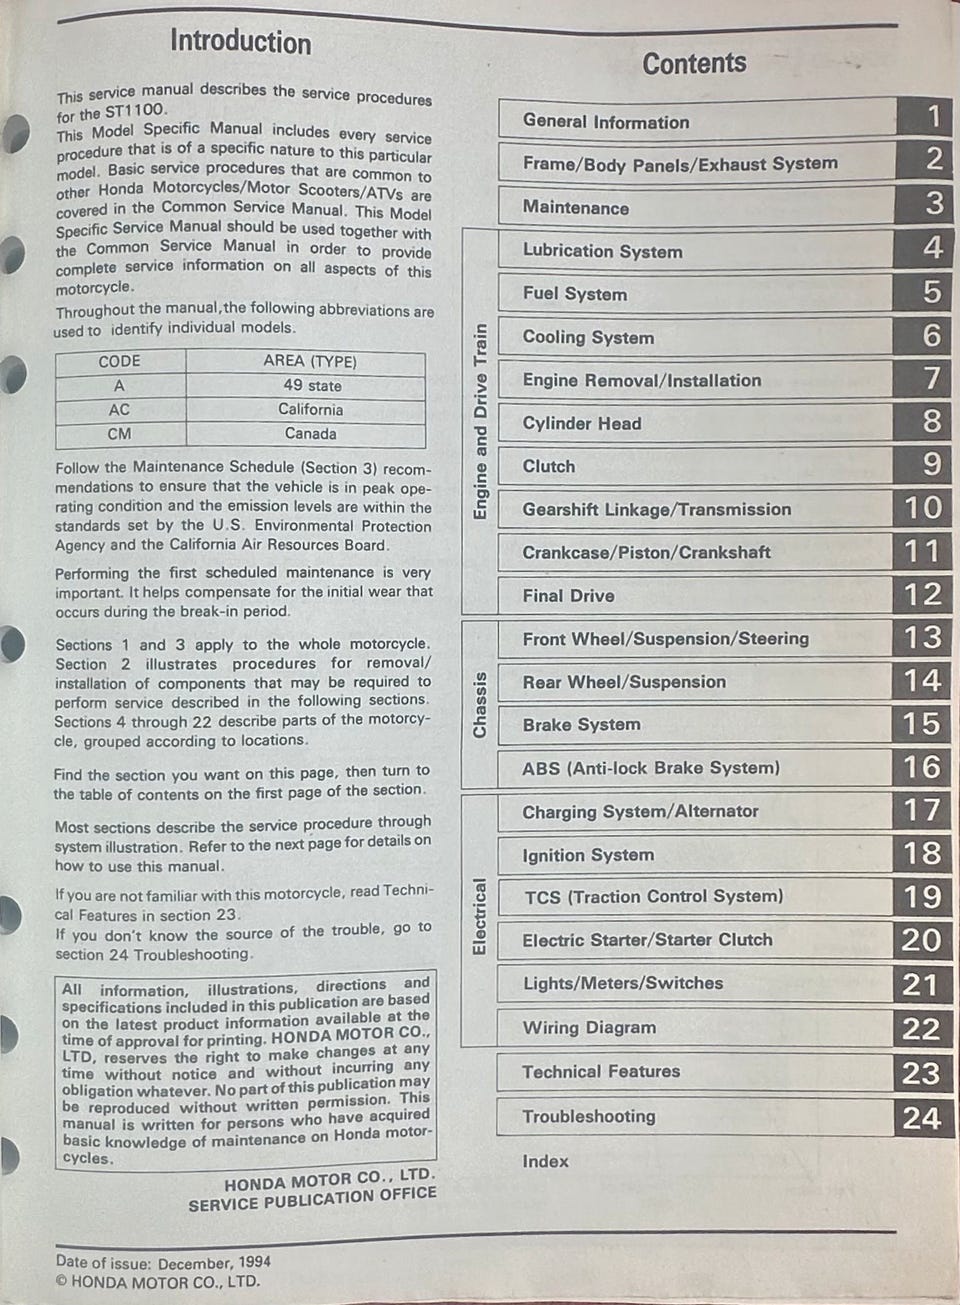 Introduction
This service manual describes the service procedures
for the ST1100.
This Model Specific Manual includes every service
procedure that is of a specific nature to this particular
model. Basic service procedures that are common to
other Honda Motorcycles/Motor Scooters/ATVs are
covered in the Common Service Manual. This Model
Specific Service Manual should be used together with
the Common Service Manual in order to provide
complete service information on all aspects of this
motorcycle.
Throughout the manual,the following abbreviations are
used to identify individual models.
CODE AREA (TYPE)
A 49 state
AC California
CM Canada
Follow the Maintenance Schedule (Section 3) recom-
mendations to ensure that the vehicle is in peak ope-
rating condition and the emission levels are within the
standards set by the U.S. Environmental Protection
Agency and the California Air Resources Board.
Performing the first scheduled maintenance is very
important. It helps compensate for the initial wear that
occurs during the break-in period.
Sections 1 and 3 apply to the whole motorcycle.
Section 2 illustrates procedures for removal/
installation of components that may be required to
perform service described in the following sections.
Sections 4 through 22 describe parts of the motorcy-
cle, grouped according to locations.
Find the section you want on this page, then turn to
the table of contents on the first page of the section.
Most sections describe the service procedure through
system illustration. Refer to the next page for details on
how to use this manual.
If you are not familiar with this motorcycle, read Techni-
cal Features in section 23.
If you don't know the source of the trouble, go to
section 24 Troubleshooting.
All information, illustrations, directions and
specifications included in this publication are based
on the latest product information available at the
time of approval for printing. HONDA MOTOR CO.,
LTD, reserves the right to make changes at any
time without notice and without incurring any
obligation whatever. No part of this publication may
be reproduced without written permission. This
manual is written for persons who have acquired
basic knowledge of maintenance on Honda motor-
cycles.
HONDA MOTOR CO., LTD.
SERVICE PUBLICATION OFFICE
Contents
General Information 1
Frame/Body Panels/Exhaust System 2
Maintenance 3
Engine and Drive Train
Lubrication System 4
Fuel System 5
Cooling System 6
Engine Removal/Installation 7
Cylinder Head 8
Clutch 9
Gearshift Linkage/Transmission 10
Crankcase/Piston/Crankshaft 11
Final Drive 12
Chassis
Front Wheel/Suspension/Steering 13
Rear Wheel/Suspension 14
Brake System 15
ABS (Anti-lock Brake System) 16
Electrical
Charging System/Alternator 17
Ignition System 18
TCS (Traction Control System) 19
Electric Starter/Starter Clutch 20
Lights/Meters/Switches 21
Wiring Diagram 22
Technical Features 23
Troubleshooting 24
Index
Date of issue: December, 1994
© HONDA MOTOR CO., LTD.